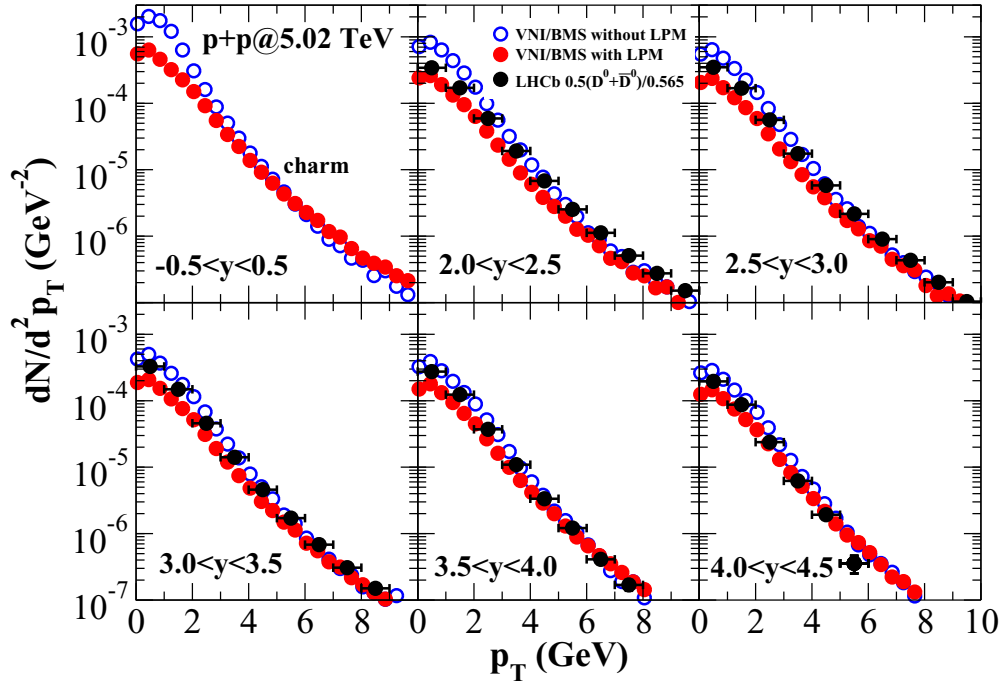 p+p@5.02 TeV
VNI/BMS without LPM
VNI/BMS with LPM
LHCb 0.5(D⁰+D̅⁰)/0.565
charm
-0.5<y<0.5
2.0<y<2.5
2.5<y<3.0
10⁻³
10⁻⁴
10⁻⁵
10⁻⁶
dN/d² p_T (GeV⁻²)
3.0<y<3.5
3.5<y<4.0
4.0<y<4.5
10⁻³
10⁻⁴
10⁻⁵
10⁻⁶
10⁻⁷
0 2 4 6 8 0 2 4 6 8 0 2 4 6 8 10
p_T (GeV)